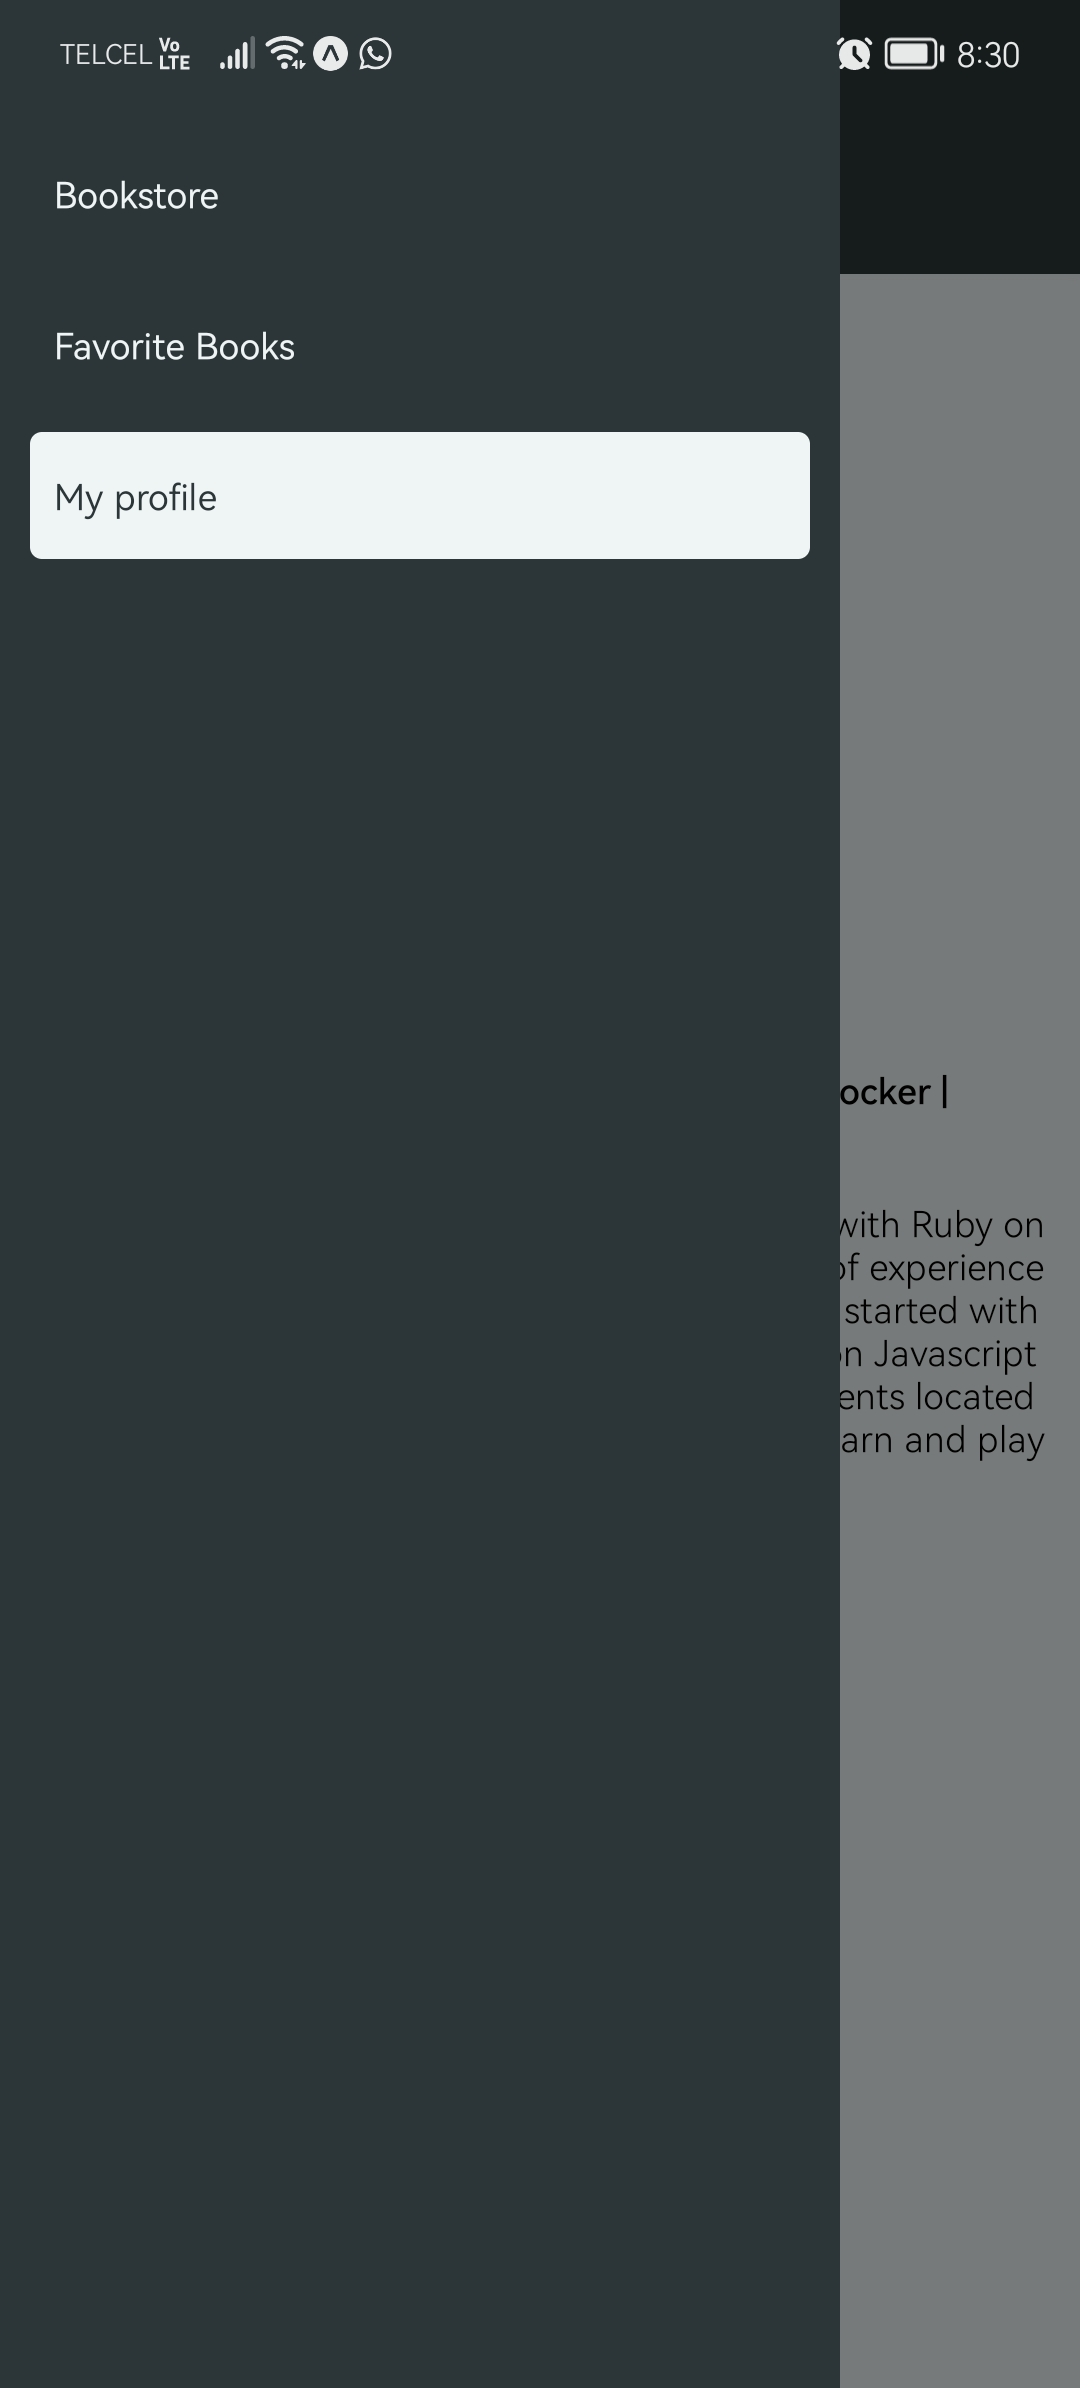 TELCEL Vo LTE 8:30
Bookstore
Favorite Books
My profile
ocker |
with Ruby on
of experience
started with
on Javascript
ents located
arn and play